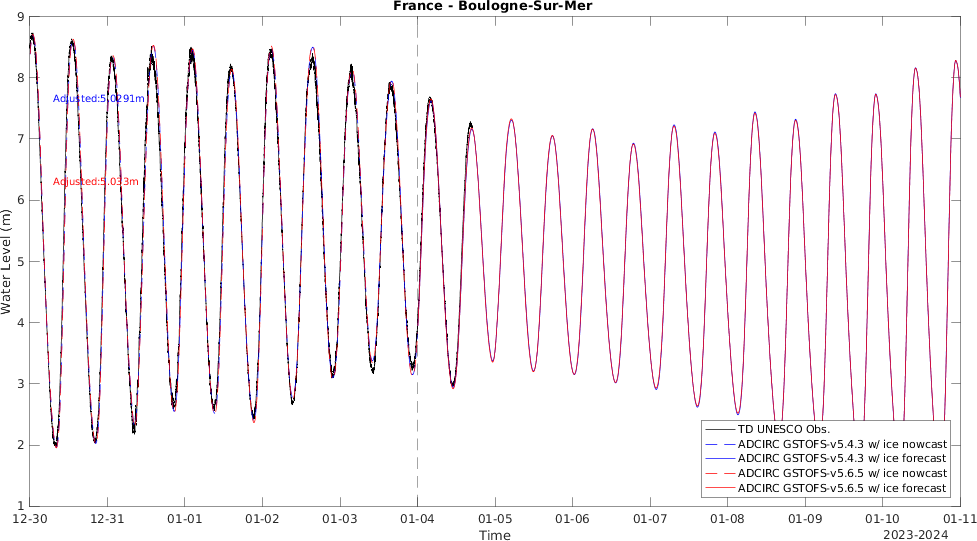 France - Boulogne-Sur-Mer
9
8
7
6
5
4
3
2
1
Water Level (m)
Adjusted:5.0291m
Adjusted:5.033m
TD UNESCO Obs.
ADCIRC GSTOFS-v5.4.3 w/ ice nowcast
ADCIRC GSTOFS-v5.4.3 w/ ice forecast
ADCIRC GSTOFS-v5.6.5 w/ ice nowcast
ADCIRC GSTOFS-v5.6.5 w/ ice forecast
12-30 12-31 01-01 01-02 01-03 01-04 01-05 01-06 01-07 01-08 01-09 01-10 01-11
Time
2023-2024